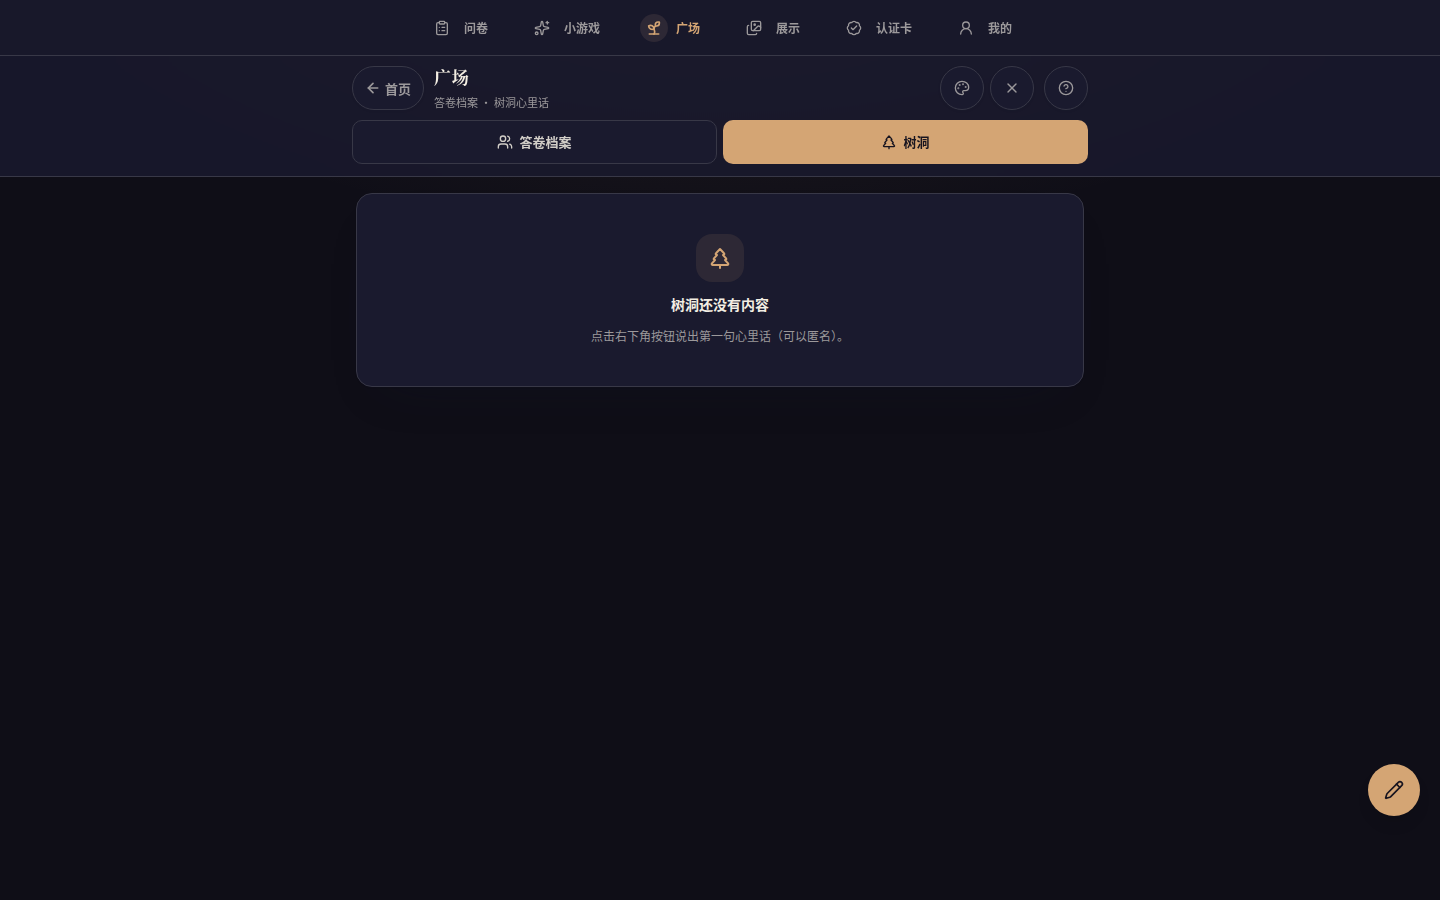 问卷
小游戏
广场
展示
认证卡
我的
首页
广场
答卷档案 · 树洞心里话
答卷档案
树洞
树洞还没有内容
点击右下角按钮说出第一句心里话（可以匿名）。